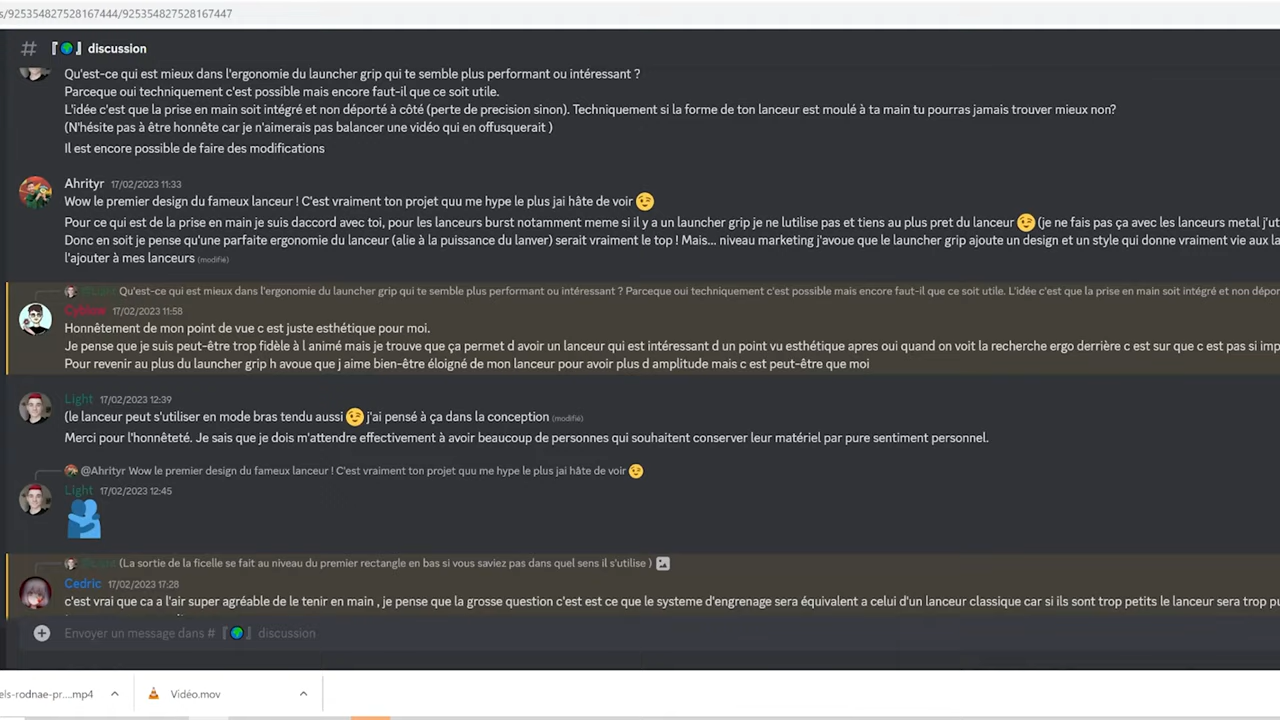 s/925354827528167444/925354827528167447
# 『🌍』discussion
Qu'est-ce qui est mieux dans l'ergonomie du launcher grip qui te semble plus performant ou intéressant ?
Parceque oui techniquement c'est possible mais encore faut-il que ce soit utile.
L'idée c'est que la prise en main soit intégré et non déporté à côté (perte de precision sinon). Techniquement si la forme de ton lanceur est moulé à ta main tu pourras jamais trouver mieux non?
(N'hésite pas à être honnête car je n'aimerais pas balancer une vidéo qui en offusquerait )
Il est encore possible de faire des modifications
Ahrityr 17/02/2023 11:33
Wow le premier design du fameux lanceur ! C'est vraiment ton projet quu me hype le plus jai hâte de voir 😉
Pour ce qui est de la prise en main je suis daccord avec toi, pour les lanceurs burst notamment meme si il y a un launcher grip je ne lutilise pas et tiens au plus pret du lanceur 😉 (je ne fais pas ça avec les lanceurs metal j'ut
Donc en soit je pense qu'une parfaite ergonomie du lanceur (alie à la puissance du lanver) serait vraiment le top ! Mais... niveau marketing j'avoue que le launcher grip ajoute un design et un style qui donne vraiment vie aux la
l'ajouter à mes lanceurs (modifié)
@Light Qu'est-ce qui est mieux dans l'ergonomie du launcher grip qui te semble plus performant ou intéressant ? Parceque oui techniquement c'est possible mais encore faut-il que ce soit utile. L'idée c'est que la prise en main soit intégré et non dépor
Cyblow 17/02/2023 11:58
Honnêtement de mon point de vue c est juste esthétique pour moi.
Je pense que je suis peut-être trop fidèle à l animé mais je trouve que ça permet d avoir un lanceur qui est intéressant d un point vu esthétique apres oui quand on voit la recherche ergo derrière c est sur que c est pas si imp
Pour revenir au plus du launcher grip h avoue que j aime bien-être éloigné de mon lanceur pour avoir plus d amplitude mais c est peut-être que moi
Light 17/02/2023 12:39
(le lanceur peut s'utiliser en mode bras tendu aussi 😉 j'ai pensé à ça dans la conception (modifié)
Merci pour l'honnêteté. Je sais que je dois m'attendre effectivement à avoir beaucoup de personnes qui souhaitent conserver leur matériel par pure sentiment personnel.
@Ahrityr Wow le premier design du fameux lanceur ! C'est vraiment ton projet quu me hype le plus jai hâte de voir 😉
Light 17/02/2023 12:45
@Light (La sortie de la ficelle se fait au niveau du premier rectangle en bas si vous saviez pas dans quel sens il s'utilise )
Cedric 17/02/2023 17:28
c'est vrai que ca a l'air super agréable de le tenir en main , je pense que la grosse question c'est est ce que le systeme d'engrenage sera équivalent a celui d'un lanceur classique car si ils sont trop petits le lanceur sera trop pu
Envoyer un message dans # 『🌍』discussion
els-rodnae-pr....mp4 Vidéo.mov